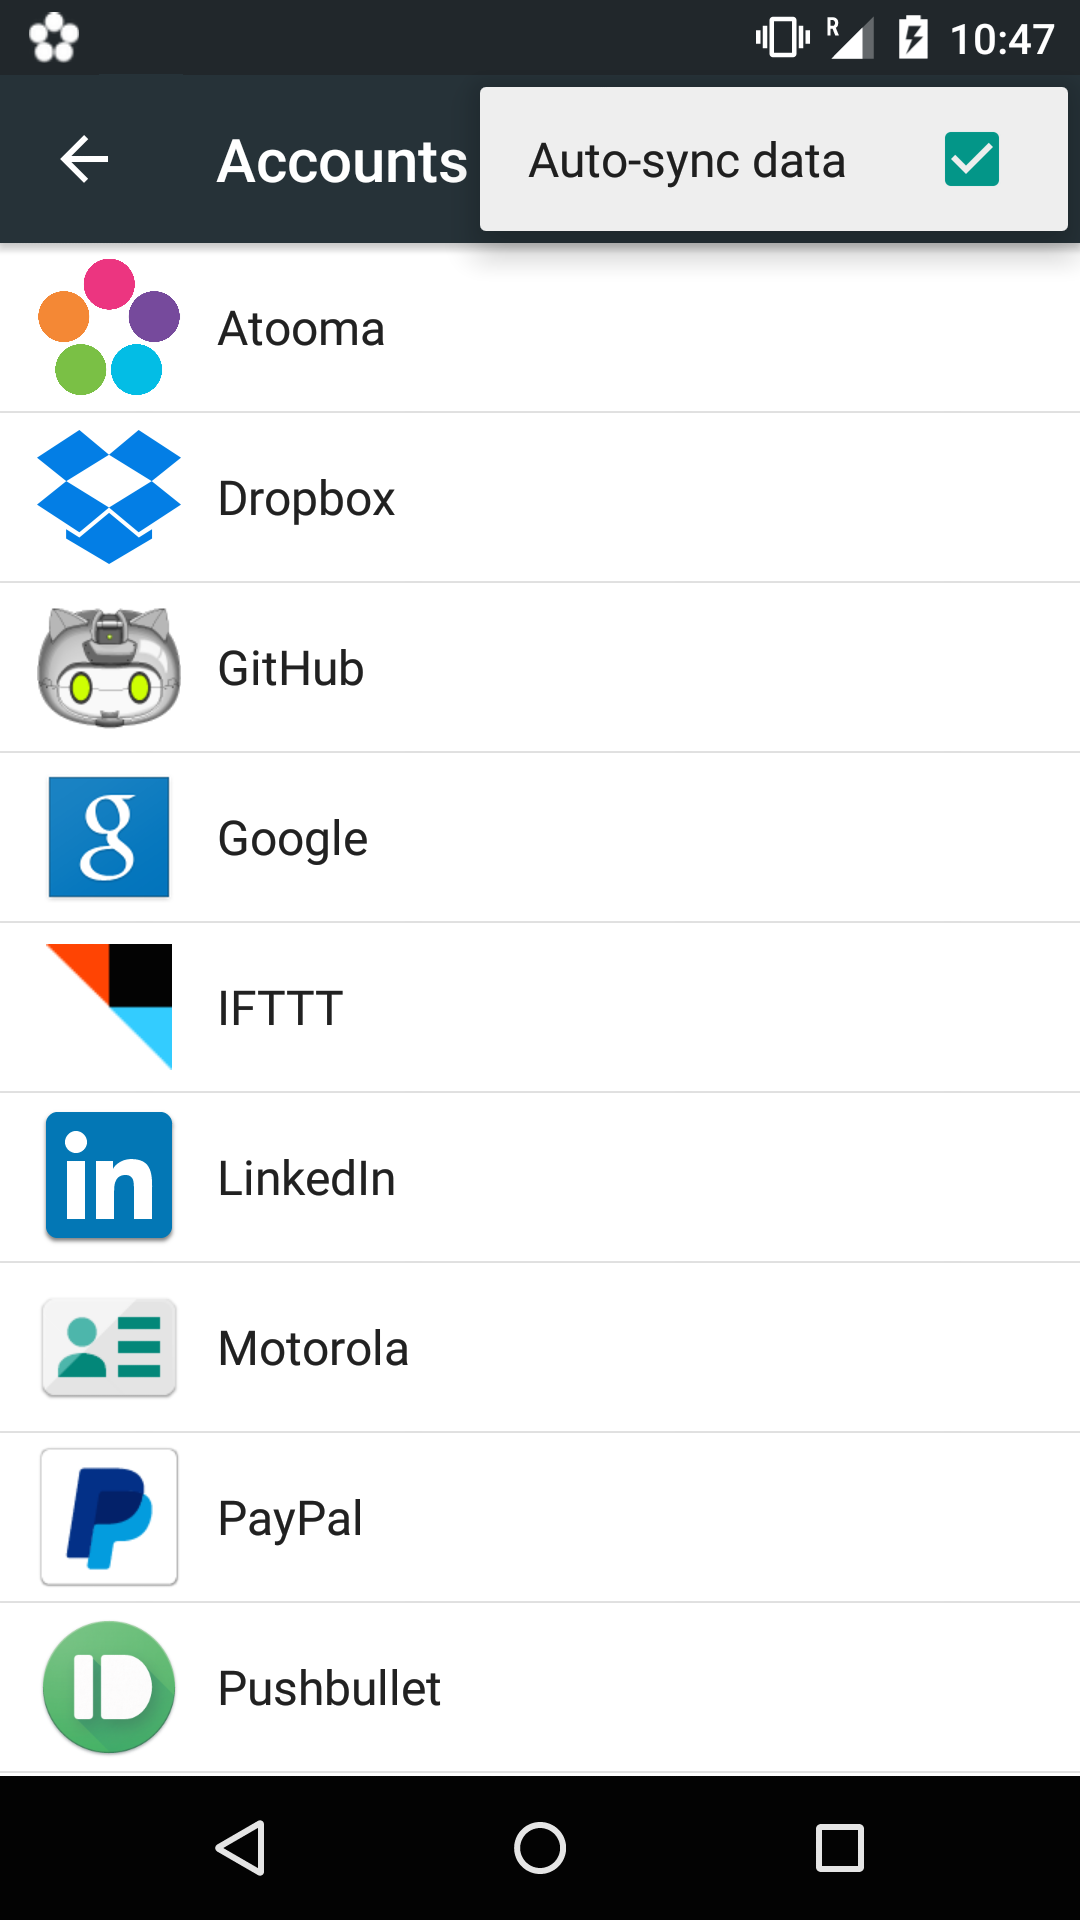 R 10:47
Accounts
Auto-sync data
Atooma
Dropbox
GitHub
g
Google
IFTTT
in
LinkedIn
Motorola
PayPal
Pushbullet